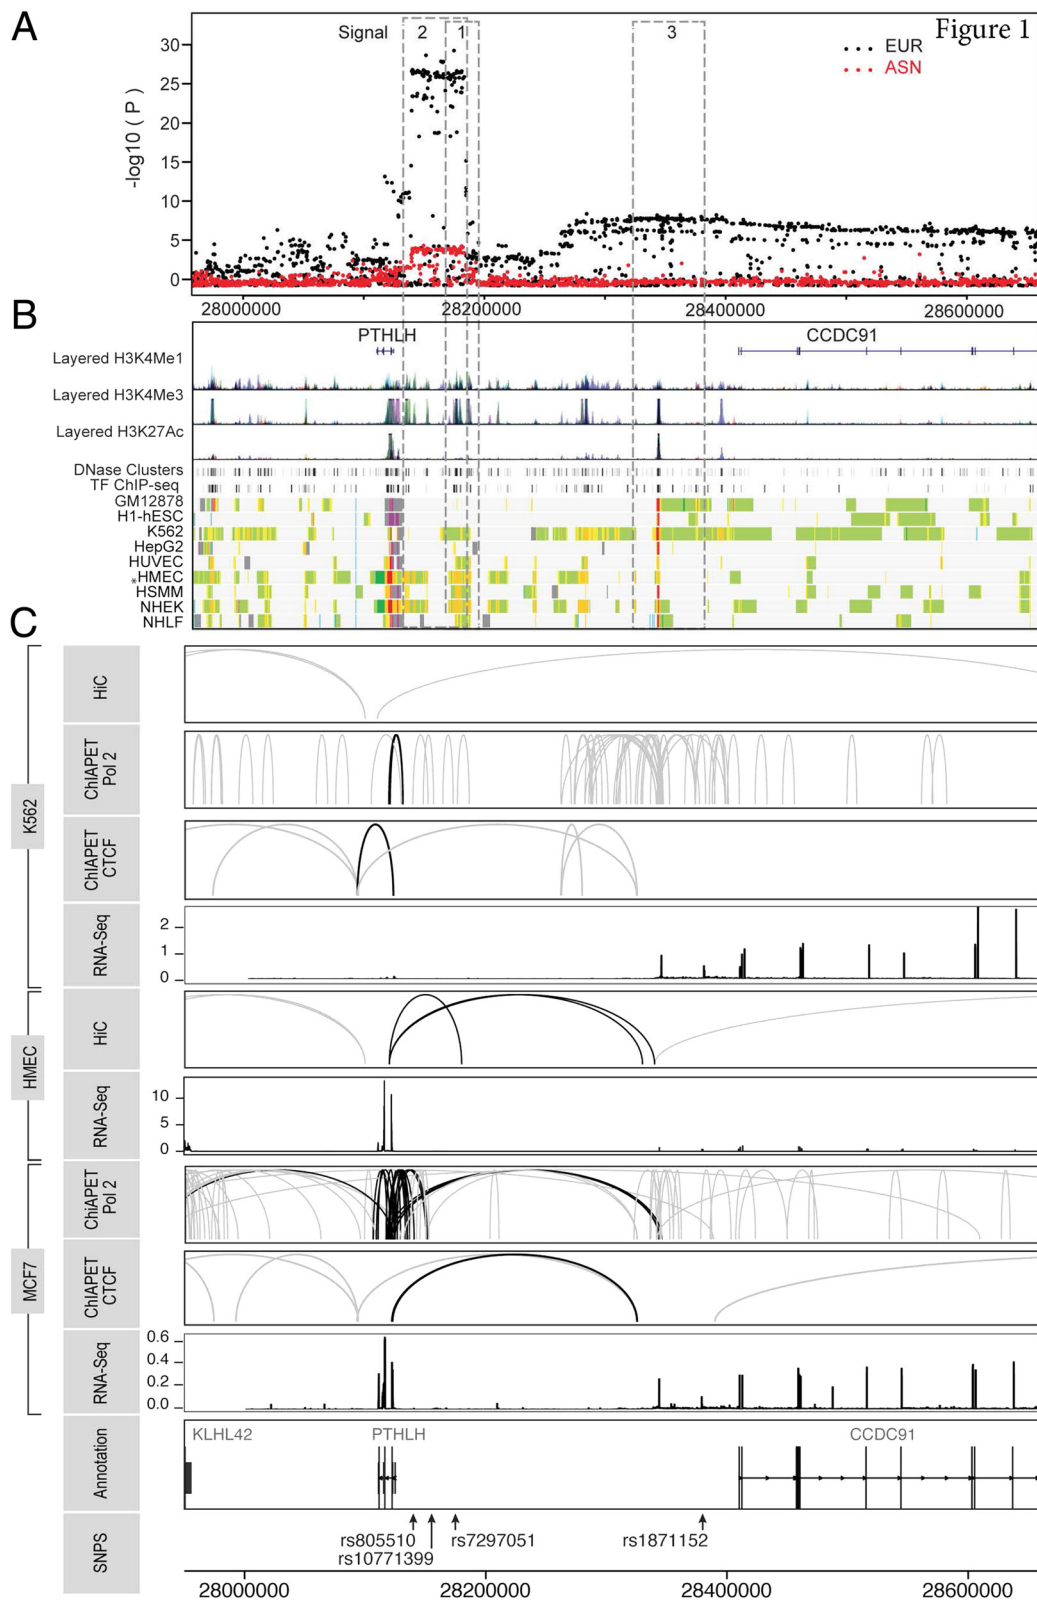 A
Figure 1
Signal 2 1 3
EUR
ASN
-log10 ( P )
30
25
20
15
10
5
0
28000000 28200000 28400000 28600000
B
PTHLH CCDC91
Layered H3K4Me1
Layered H3K4Me3
Layered H3K27Ac
DNase Clusters
TF ChIP-seq
GM12878
H1-hESC
K562
HepG2
HUVEC
*HMEC
HSMM
NHEK
NHLF
C
K562
HiC
ChIAPET
Pol 2
ChIAPET
CTCF
RNA-Seq
2
1
0
HMEC
HiC
RNA-Seq
10
5
0
MCF7
ChIAPET
Pol 2
ChIAPET
CTCF
RNA-Seq
0.6
0.4
0.2
0.0
Annotation
KLHL42 PTHLH CCDC91
SNPS
rs805510 rs7297051 rs1871152
rs10771399
28000000 28200000 28400000 28600000